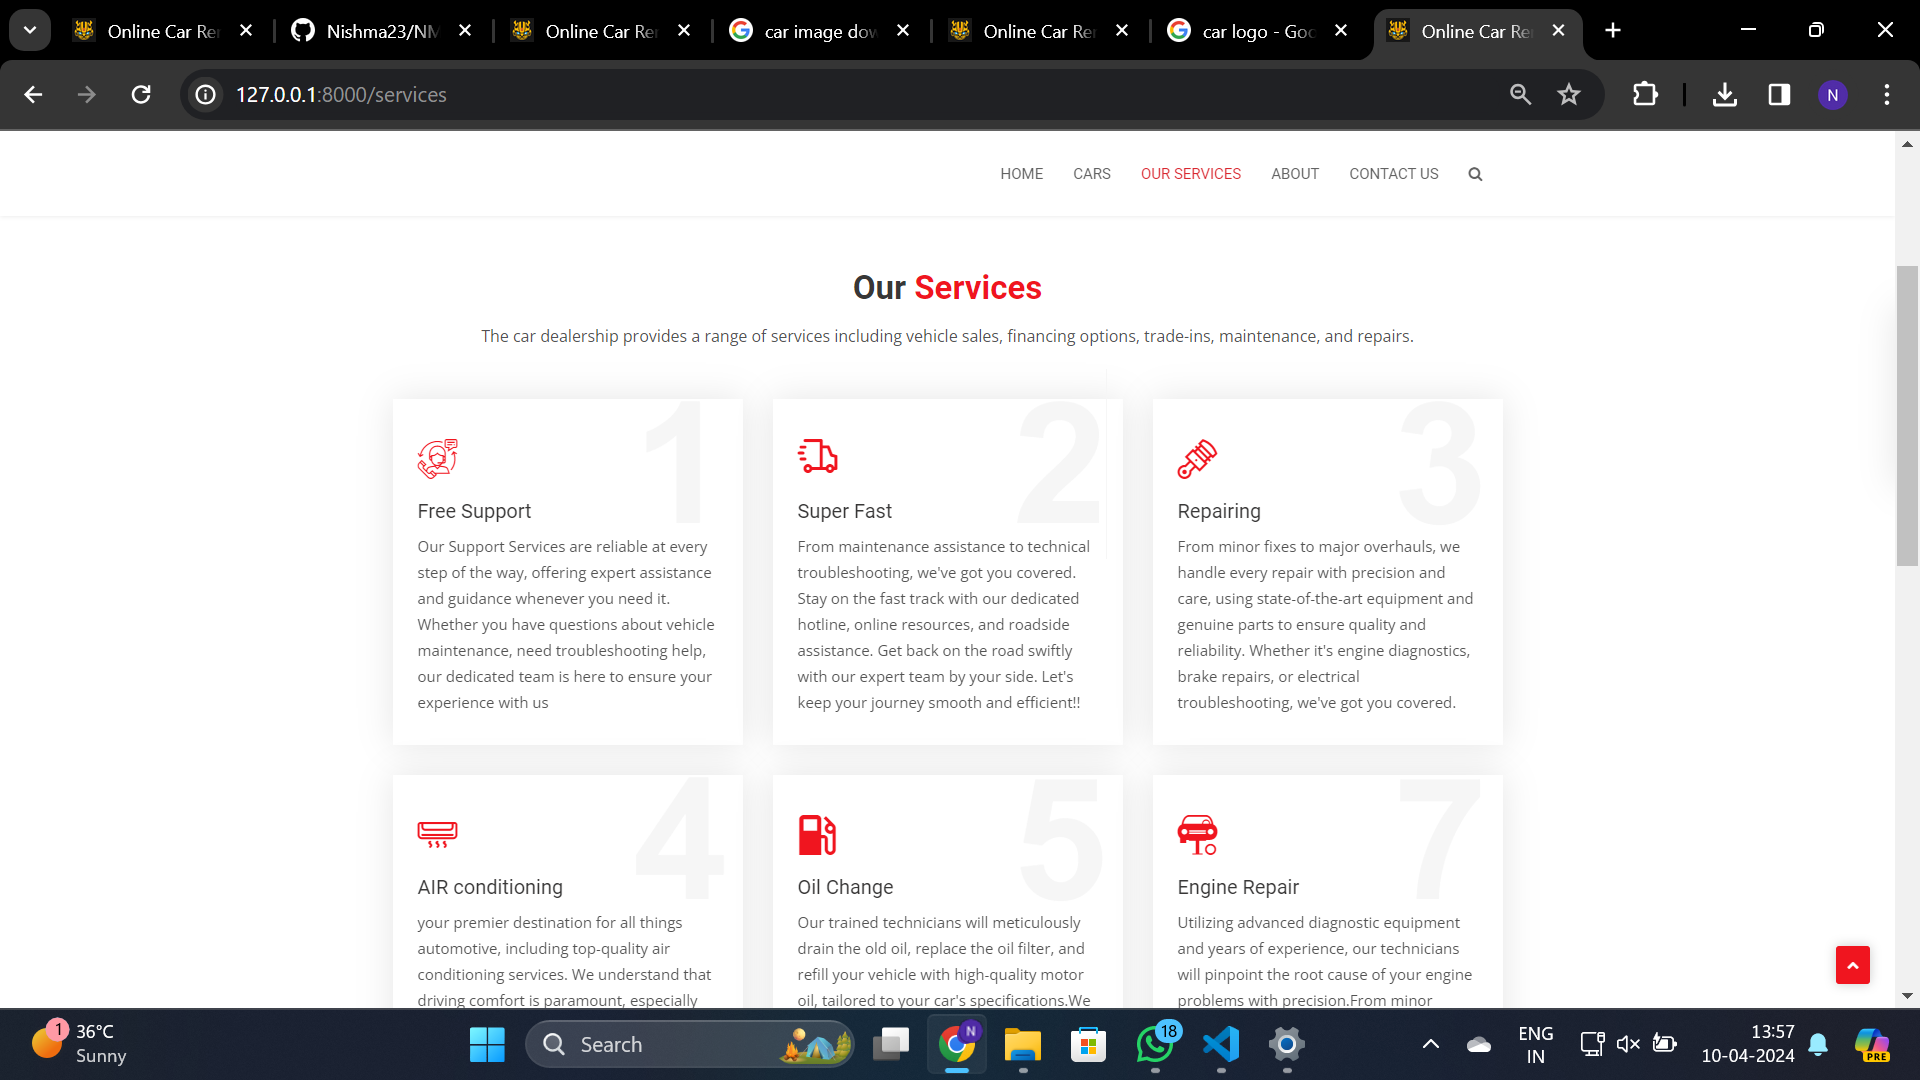 Online Car Re
Nishma23/NM
Online Car Re
car image dow
Online Car Re
car logo - Goo
Online Car Re
127.0.0.1:8000/services
N
HOME
CARS
OUR SERVICES
ABOUT
CONTACT US
Our Services
The car dealership provides a range of services including vehicle sales, financing options, trade-ins, maintenance, and repairs.
1
Free Support
Our Support Services are reliable at every
step of the way, offering expert assistance
and guidance whenever you need it.
Whether you have questions about vehicle
maintenance, need troubleshooting help,
our dedicated team is here to ensure your
experience with us
2
Super Fast
From maintenance assistance to technical
troubleshooting, we've got you covered.
Stay on the fast track with our dedicated
hotline, online resources, and roadside
assistance. Get back on the road swiftly
with our expert team by your side. Let's
keep your journey smooth and efficient!!
3
Repairing
From minor fixes to major overhauls, we
handle every repair with precision and
care, using state-of-the-art equipment and
genuine parts to ensure quality and
reliability. Whether it's engine diagnostics,
brake repairs, or electrical
troubleshooting, we've got you covered.
4
AIR conditioning
your premier destination for all things
automotive, including top-quality air
conditioning services. We understand that
driving comfort is paramount, especially
5
Oil Change
Our trained technicians will meticulously
drain the old oil, replace the oil filter, and
refill your vehicle with high-quality motor
oil, tailored to your car's specifications.We
7
Engine Repair
Utilizing advanced diagnostic equipment
and years of experience, our technicians
will pinpoint the root cause of your engine
problems with precision.From minor
1
36°C
Sunny
Search
N
18
ENG
IN
13:57
10-04-2024
PRE